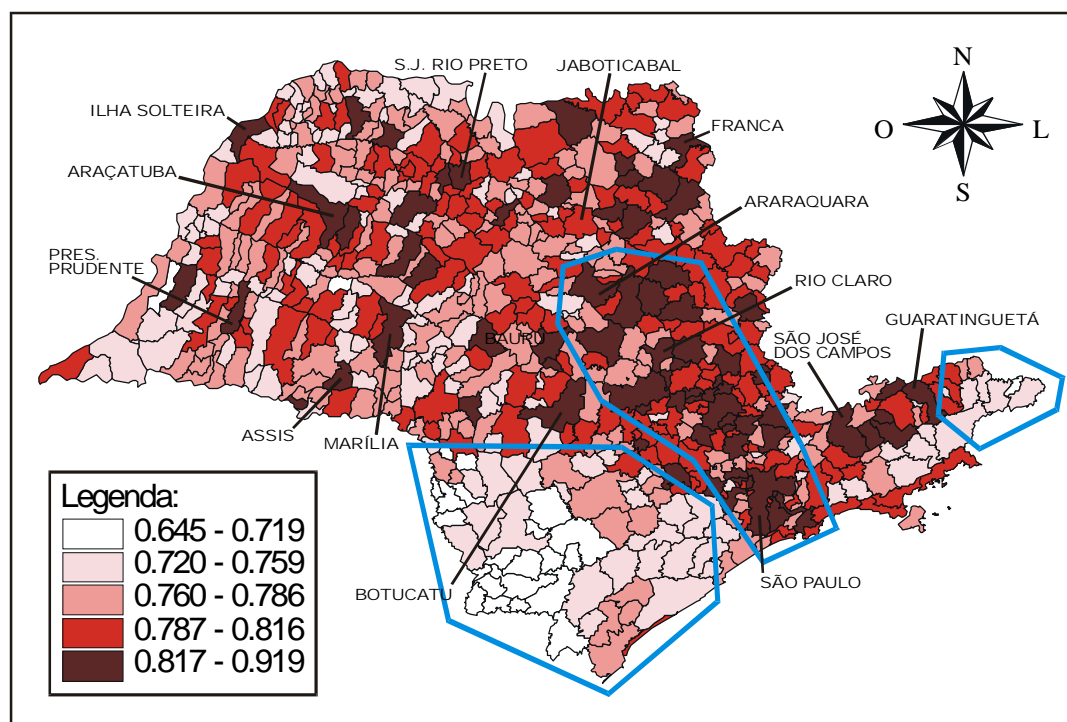 S.J. RIO PRETO
JABOTICABAL
ILHA SOLTEIRA
FRANCA
N
O
L
S
ARAÇATUBA
ARARAQUARA
PRES.
PRUDENTE
RIO CLARO
GUARATINGUETÁ
SÃO JOSÉ
DOS CAMPOS
BAURU
ASSIS
MARÍLIA
BOTUCATU
SÃO PAULO
Legenda:
0.645 - 0.719
0.720 - 0.759
0.760 - 0.786
0.787 - 0.816
0.817 - 0.919